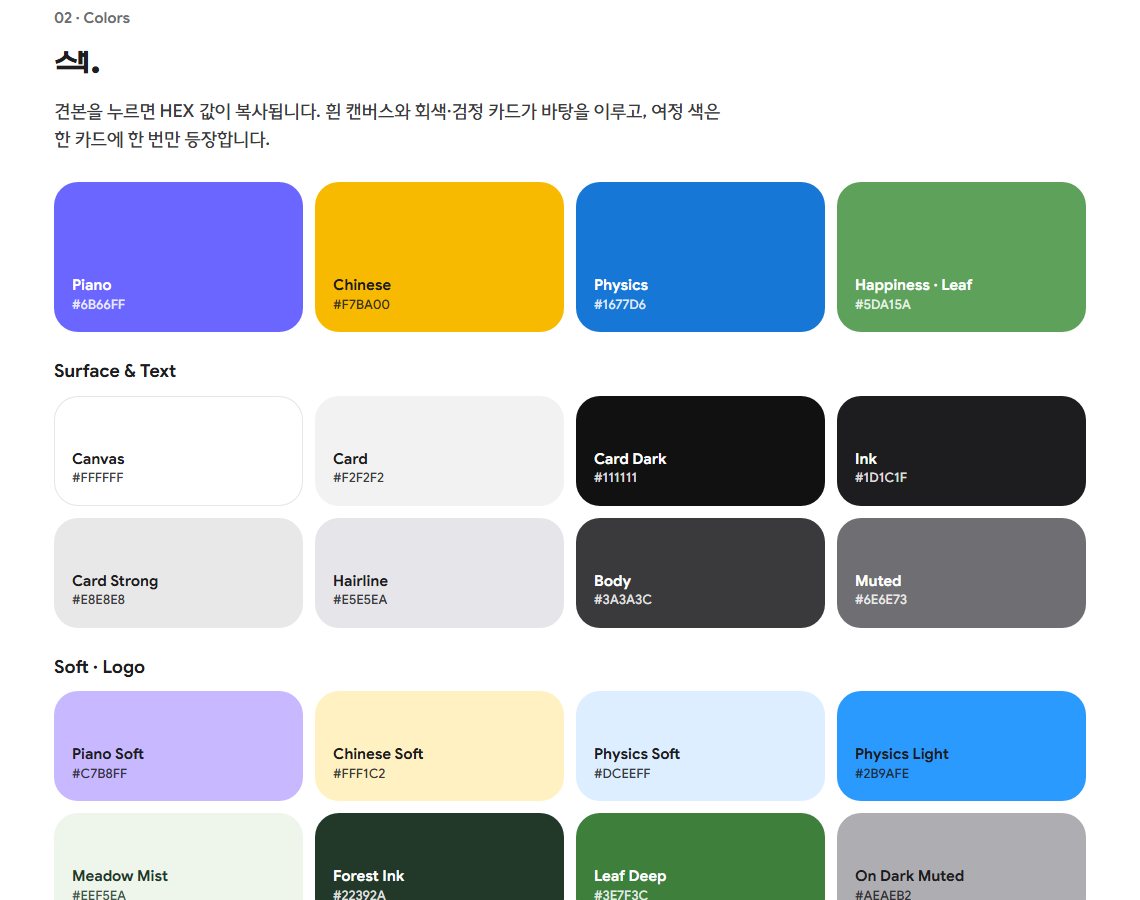 02 · Colors
색.
견본을 누르면 HEX 값이 복사됩니다. 흰 캔버스와 회색·검정 카드가 바탕을 이루고, 여정 색은
한 카드에 한 번만 등장합니다.
Piano
#6B66FF
Chinese
#F7BA00
Physics
#1677D6
Happiness · Leaf
#5DA15A
Surface & Text
Canvas
#FFFFFF
Card
#F2F2F2
Card Dark
#111111
Ink
#1D1C1F
Card Strong
#E8E8E8
Hairline
#E5E5EA
Body
#3A3A3C
Muted
#6E6E73
Soft · Logo
Piano Soft
#C7B8FF
Chinese Soft
#FFF1C2
Physics Soft
#DCEEFF
Physics Light
#2B9AFE
Meadow Mist
#EEF5EA
Forest Ink
#22392A
Leaf Deep
#3E7F3C
On Dark Muted
#AEAEB2